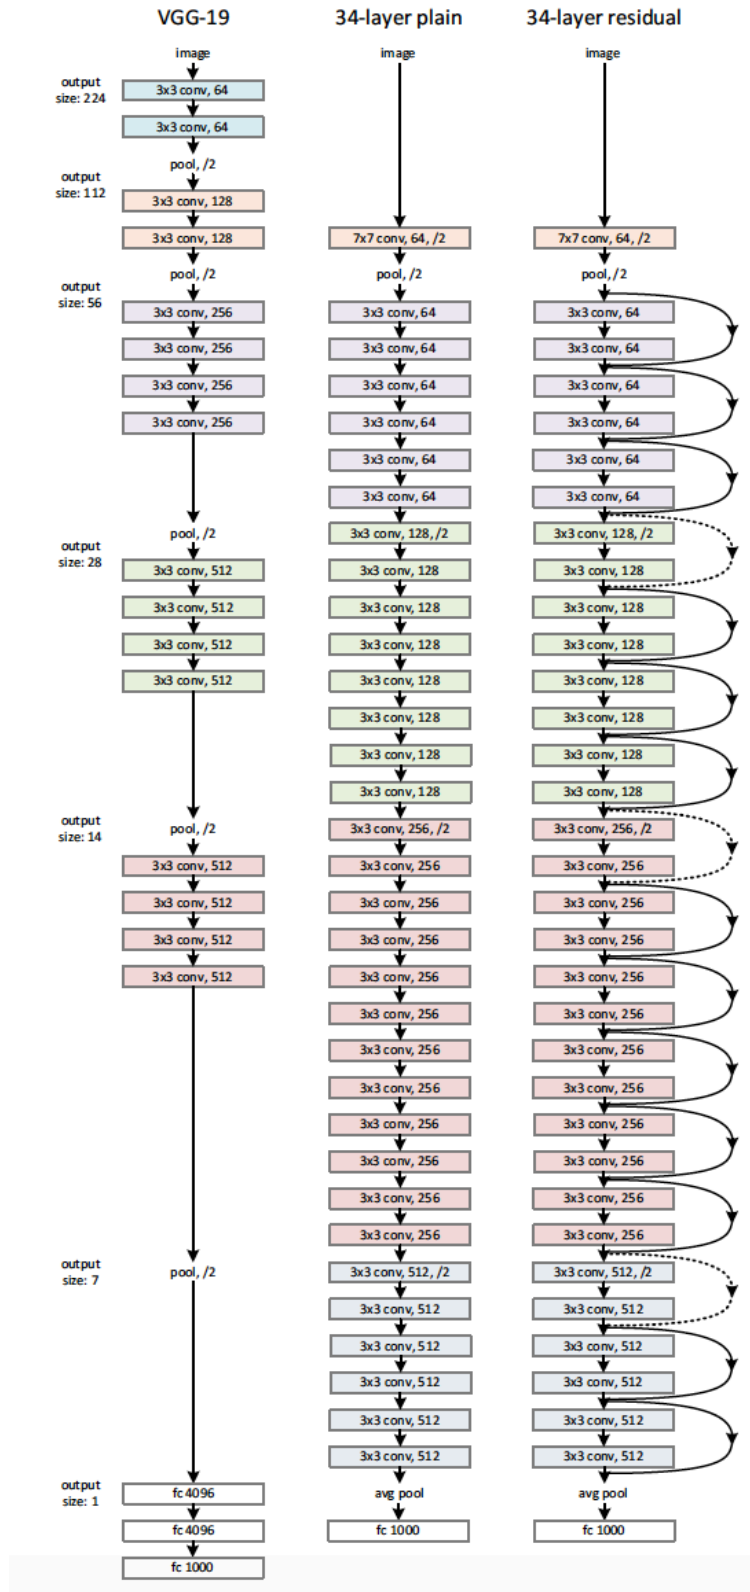 output
size: 224
output
size: 112
output
size: 56
output
size: 28
output
size: 14
output
size: 7
output
size: 1
VGG-19
image
3x3 conv, 64
3x3 conv, 64
pool, /2
3x3 conv, 128
3x3 conv, 128
pool, /2
3x3 conv, 256
3x3 conv, 256
3x3 conv, 256
3x3 conv, 256
pool, /2
3x3 conv, 512
3x3 conv, 512
3x3 conv, 512
3x3 conv, 512
pool, /2
3x3 conv, 512
3x3 conv, 512
3x3 conv, 512
3x3 conv, 512
pool, /2
fc 4096
fc 4096
fc 1000
34-layer plain
image
7x7 conv, 64, /2
pool, /2
3x3 conv, 64
3x3 conv, 64
3x3 conv, 64
3x3 conv, 64
3x3 conv, 64
3x3 conv, 64
3x3 conv, 128, /2
3x3 conv, 128
3x3 conv, 128
3x3 conv, 128
3x3 conv, 128
3x3 conv, 128
3x3 conv, 128
3x3 conv, 128
3x3 conv, 256, /2
3x3 conv, 256
3x3 conv, 256
3x3 conv, 256
3x3 conv, 256
3x3 conv, 256
3x3 conv, 256
3x3 conv, 256
3x3 conv, 256
3x3 conv, 256
3x3 conv, 256
3x3 conv, 256
3x3 conv, 512, /2
3x3 conv, 512
3x3 conv, 512
3x3 conv, 512
3x3 conv, 512
3x3 conv, 512
avg pool
fc 1000
34-layer residual
image
7x7 conv, 64, /2
pool, /2
3x3 conv, 64
3x3 conv, 64
3x3 conv, 64
3x3 conv, 64
3x3 conv, 64
3x3 conv, 64
3x3 conv, 128, /2
3x3 conv, 128
3x3 conv, 128
3x3 conv, 128
3x3 conv, 128
3x3 conv, 128
3x3 conv, 128
3x3 conv, 128
3x3 conv, 256, /2
3x3 conv, 256
3x3 conv, 256
3x3 conv, 256
3x3 conv, 256
3x3 conv, 256
3x3 conv, 256
3x3 conv, 256
3x3 conv, 256
3x3 conv, 256
3x3 conv, 256
3x3 conv, 256
3x3 conv, 512, /2
3x3 conv, 512
3x3 conv, 512
3x3 conv, 512
3x3 conv, 512
3x3 conv, 512
avg pool
fc 1000